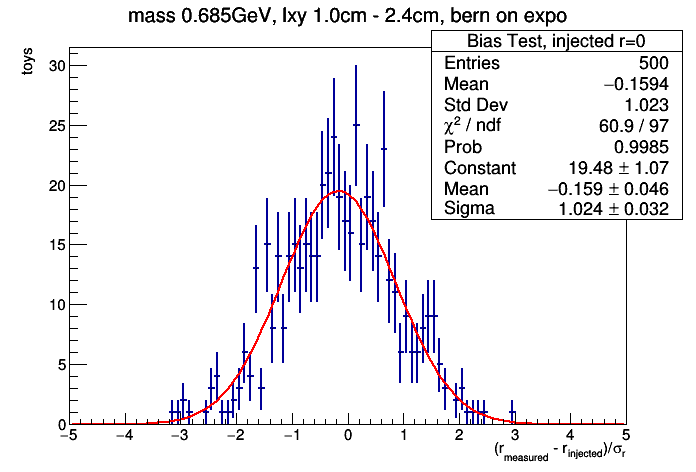 mass 0.685GeV, lxy 1.0cm - 2.4cm, bern on expo
toys
Bias Test, injected r=0
Entries 500
Mean −0.1594
Std Dev 1.023
χ² / ndf 60.9 / 97
Prob 0.9985
Constant 19.48 ± 1.07
Mean −0.159 ± 0.046
Sigma 1.024 ± 0.032
30
25
20
15
10
5
0
−5 −4 −3 −2 −1 0 1 2 3 4 5
(r_measured - r_injected)/σ_r